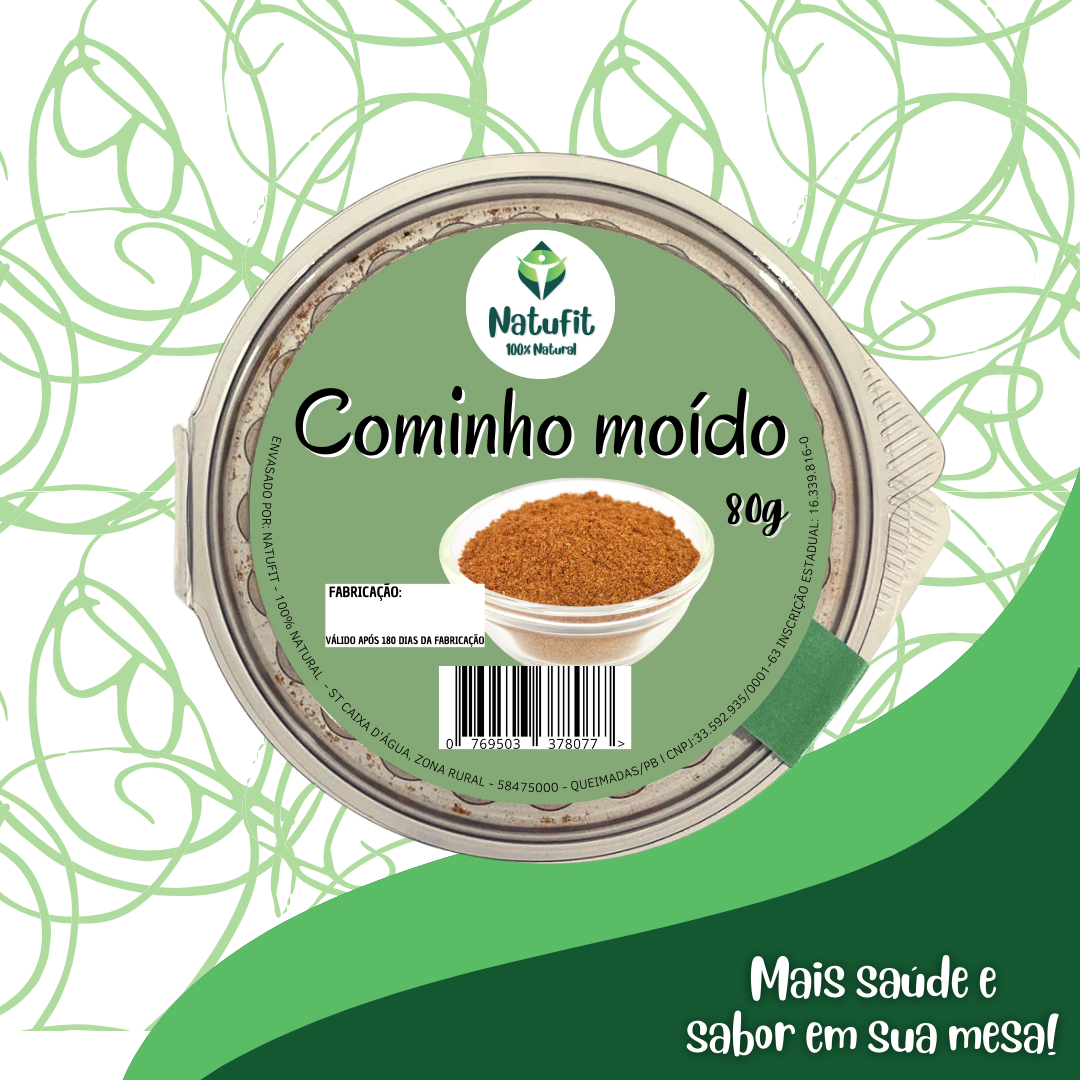 Natufit
100% Natural
Cominho moído
80g
ENVASADO POR: NATUFIT - 100% NATURAL - ST CAIXA D'ÁGUA, ZONA RURAL - 58475000 - QUEIMADAS/PB | CNPJ:33.592.935/0001-63 INSCRIÇÃO ESTADUAL: 16.339.816-0
FABRICAÇÃO:
VÁLIDO APÓS 180 DIAS DA FABRICAÇÃO
0 769503 378077 >
Mais saúde e
sabor em sua mesa!